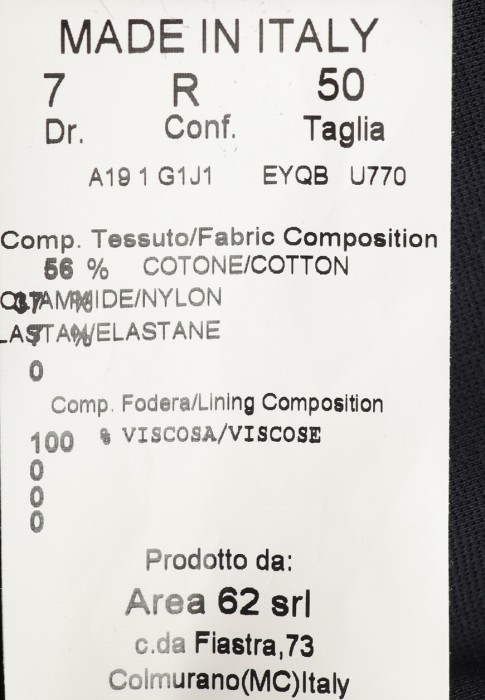 MADE IN ITALY
7 R 50
Dr. Conf. Taglia
A19 1 G1J1 EYQB U770
Comp. Tessuto/Fabric Composition
56 % COTONE/COTTON
37 % /NYLON
7 % /ELASTANE
0
Comp. Fodera/Lining Composition
100 % VISCOSA/VISCOSE
0
0
0
Prodotto da:
Area 62 srl
c.da Fiastra,73
Colmurano(MC)Italy